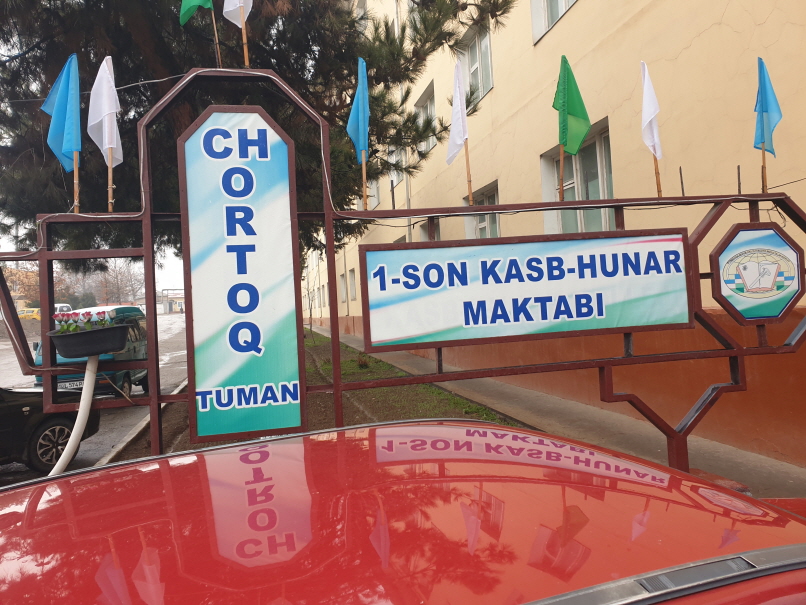 CHORTOQ
TUMAN
1-SON KASB-HUNAR
MAKTABI